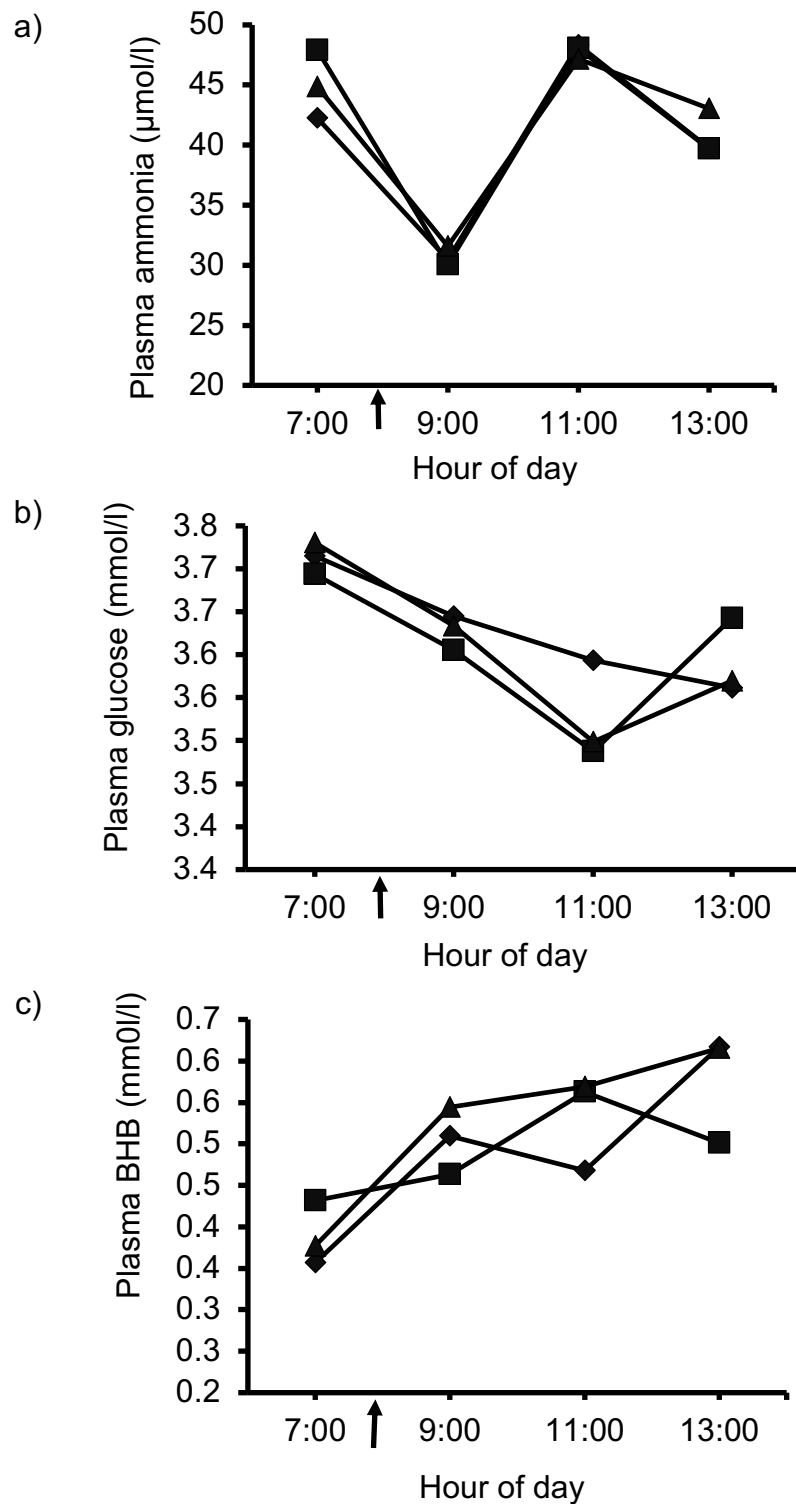 a)
Plasma ammonia (µmol/l)
50
45
40
35
30
25
20
7:00 9:00 11:00 13:00
Hour of day
b)
Plasma glucose (mmol/l)
3.8
3.7
3.7
3.6
3.6
3.5
3.5
3.4
3.4
7:00 9:00 11:00 13:00
Hour of day
c)
Plasma BHB (mm0l/l)
0.7
0.6
0.6
0.5
0.5
0.4
0.4
0.3
0.3
0.2
7:00 9:00 11:00 13:00
Hour of day